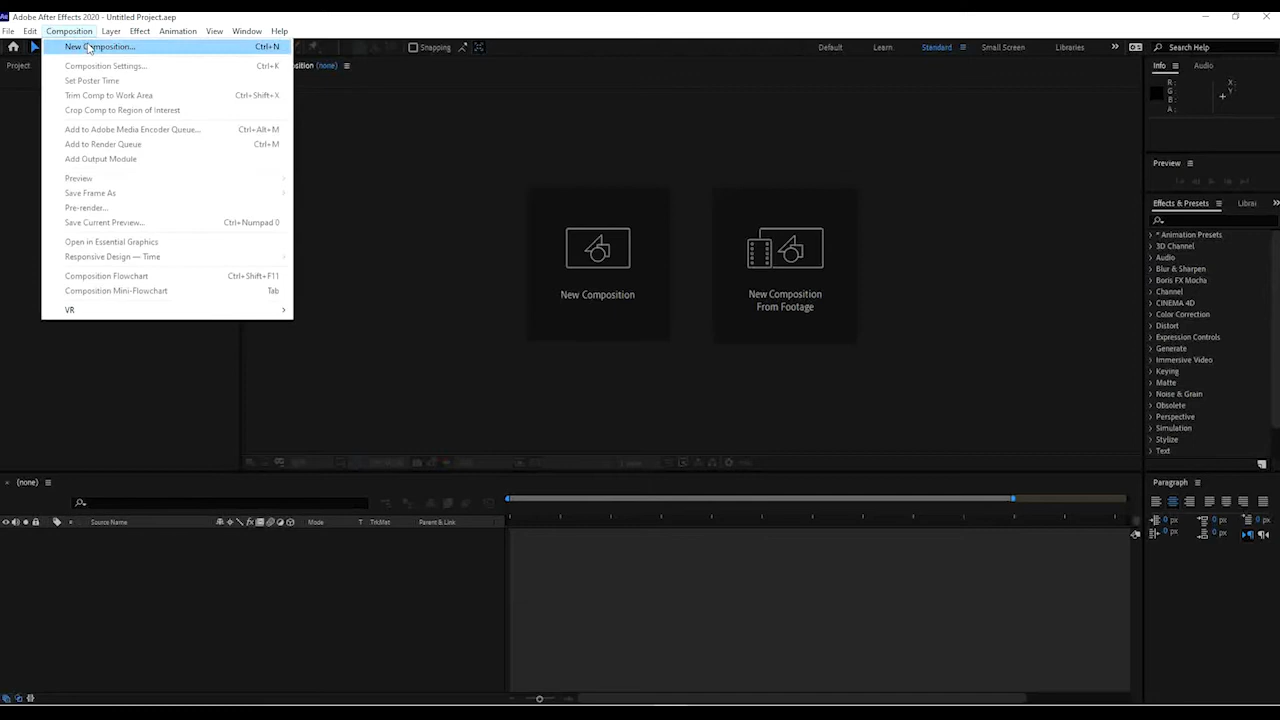 Adobe After Effects 2020 - Untitled Project.aep
File Edit Composition Layer Effect Animation View Window Help
New Composition... Ctrl+N
Snapping
Default Learn Standard Small Screen Libraries
Search Help
Project
(none)
Composition Settings... Ctrl+K
Set Poster Time
Trim Comp to Work Area Ctrl+Shift+X
Crop Comp to Region of Interest
Add to Adobe Media Encoder Queue... Ctrl+Alt+M
Add to Render Queue Ctrl+M
Add Output Module
Preview
Save Frame As
Pre-render...
Save Current Preview... Ctrl+Numpad 0
Open in Essential Graphics
Responsive Design — Time
Composition Flowchart Ctrl+Shift+F11
Composition Mini-Flowchart Tab
VR
New Composition
New Composition
From Footage
Info Audio
R: X:
G: Y:
B:
A:
Preview
Effects & Presets Librai
* Animation Presets
3D Channel
Audio
Blur & Sharpen
Boris FX Mocha
Channel
CINEMA 4D
Color Correction
Distort
Expression Controls
Generate
Immersive Video
Keying
Matte
Noise & Grain
Obsolete
Perspective
Simulation
Stylize
Text
(none)
Source Name Mode T TrkMat Parent & Link
Paragraph
0 px 0 px 0 px
0 px 0 px